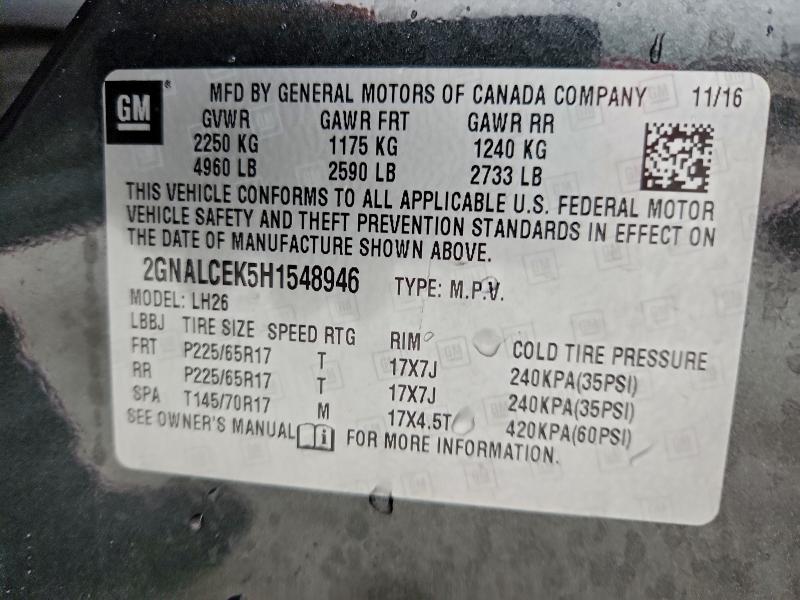 GM ® MFD BY GENERAL MOTORS OF CANADA COMPANY 11/16
GVWR GAWR FRT GAWR RR
2250 KG 1175 KG 1240 KG
4960 LB 2590 LB 2733 LB
THIS VEHICLE CONFORMS TO ALL APPLICABLE U.S. FEDERAL MOTOR
VEHICLE SAFETY AND THEFT PREVENTION STANDARDS IN EFFECT ON
THE DATE OF MANUFACTURE SHOWN ABOVE.
2GNALCEK5H1548946 TYPE: M.P.V.
MODEL: LH26
LBBJ TIRE SIZE SPEED RTG RIM COLD TIRE PRESSURE
FRT P225/65R17 T 17X7J 240KPA(35PSI)
RR P225/65R17 T 17X7J 240KPA(35PSI)
SPA T145/70R17 M 17X4.5T 420KPA(60PSI)
SEE OWNER'S MANUAL i FOR MORE INFORMATION.